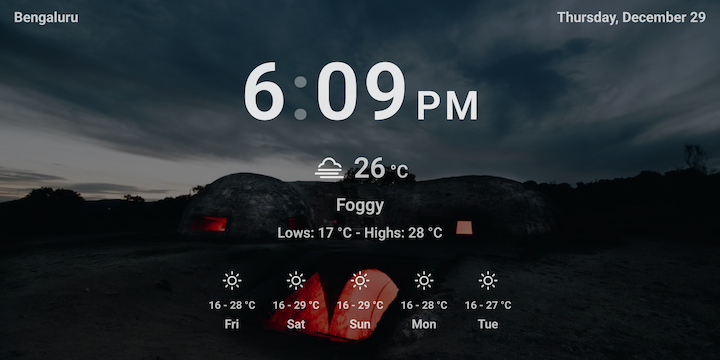 Bengaluru
Thursday, December 29
6:09 PM
26 °C
Foggy
Lows: 17 °C - Highs: 28 °C
16 - 28 °C
16 - 29 °C
16 - 29 °C
16 - 28 °C
16 - 27 °C
Fri
Sat
Sun
Mon
Tue